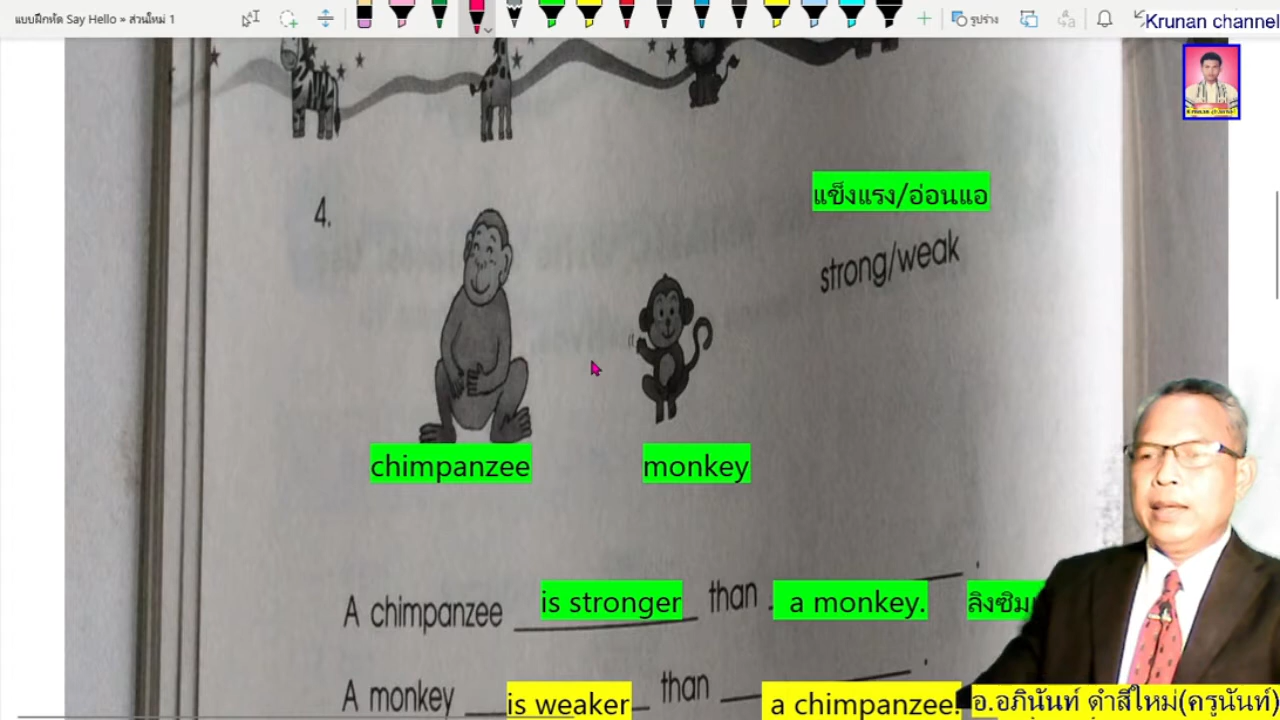 แบบฝึกหัด Say Hello » ส่วนใหม่ 1
รูปร่าง
Krunan channel
4.
แข็งแรง/อ่อนแอ
strong/weak
chimpanzee
monkey
A chimpanzee is stronger than a monkey.
A monkey is weaker than a chimpanzee.
อ.อภินันท์ ดำสีใหม่(ครูนันท์)